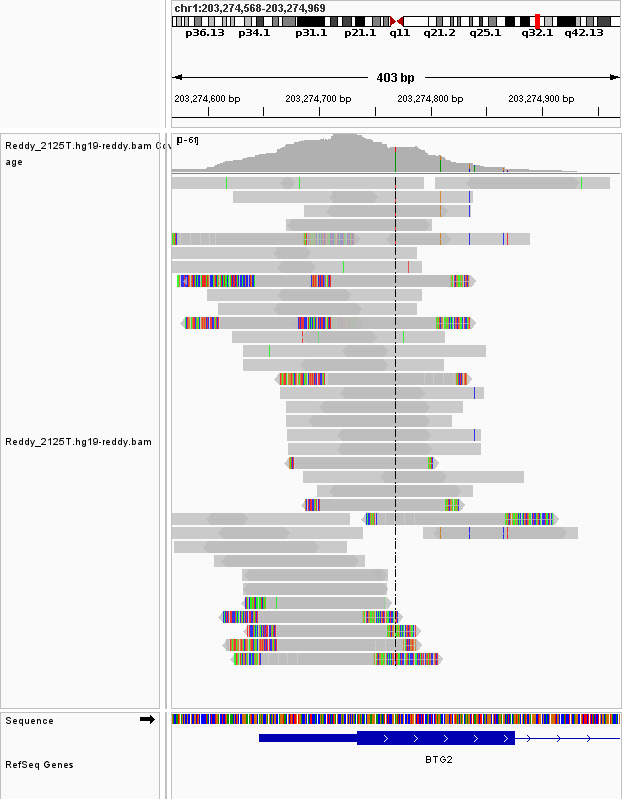 chr1:203,274,568-203,274,969
p36.13 p34.1 p31.1 p21.1 q11 q21.2 q25.1 q32.1 q42.13
403 bp
203,274,600 bp 203,274,700 bp 203,274,800 bp 203,274,900 bp
[0-61]
Reddy_2125T.hg19-reddy.bam Cov
age
Reddy_2125T.hg19-reddy.bam
Sequence
RefSeq Genes
BTG2